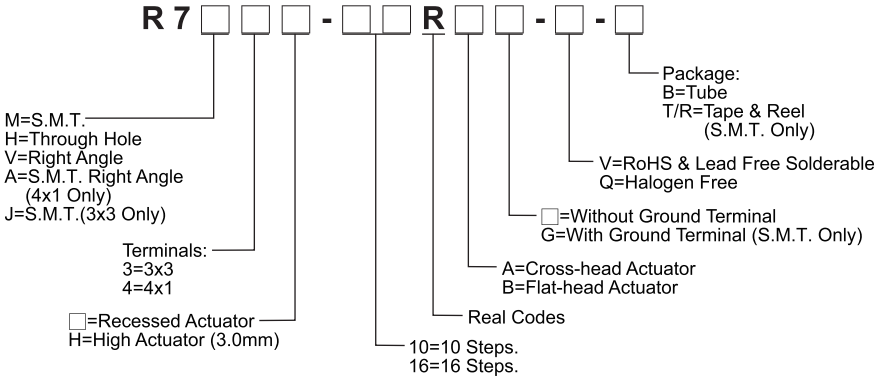 R 7 □ □ □ - □ □ R □ □ - □ - □
Package:
B=Tube
T/R=Tape & Reel
(S.M.T. Only)
M=S.M.T.
H=Through Hole
V=Right Angle
A=S.M.T. Right Angle
(4x1 Only)
J=S.M.T.(3x3 Only)
V=RoHS & Lead Free Solderable
Q=Halogen Free
□=Without Ground Terminal
G=With Ground Terminal (S.M.T. Only)
Terminals:
3=3x3
4=4x1
A=Cross-head Actuator
B=Flat-head Actuator
□=Recessed Actuator
H=High Actuator (3.0mm)
Real Codes
10=10 Steps.
16=16 Steps.